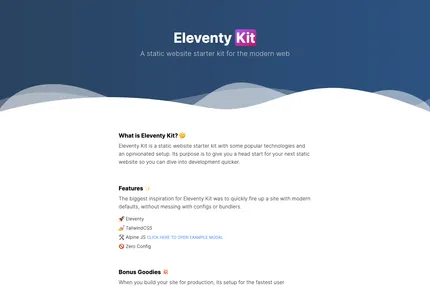 Eleventy Kit
A static website starter kit for the modern web
What is Eleventy Kit? 🤔
Eleventy Kit is a static website starter kit with some popular technologies and
an opinionated setup. Its purpose is to give you a head start for your next static
website so you can dive into development quicker.
Features ✨
The biggest inspiration for Eleventy Kit was to quickly fire up a site with modern
defaults, without messing with configs or bundlers.
🚀 Eleventy
💅 TailwindCSS
🛠 Alpine JS CLICK HERE TO OPEN EXAMPLE MODAL
🚫 Zero Config
Bonus Goodies 💥
When you build your site for production, its setup for the fastest user